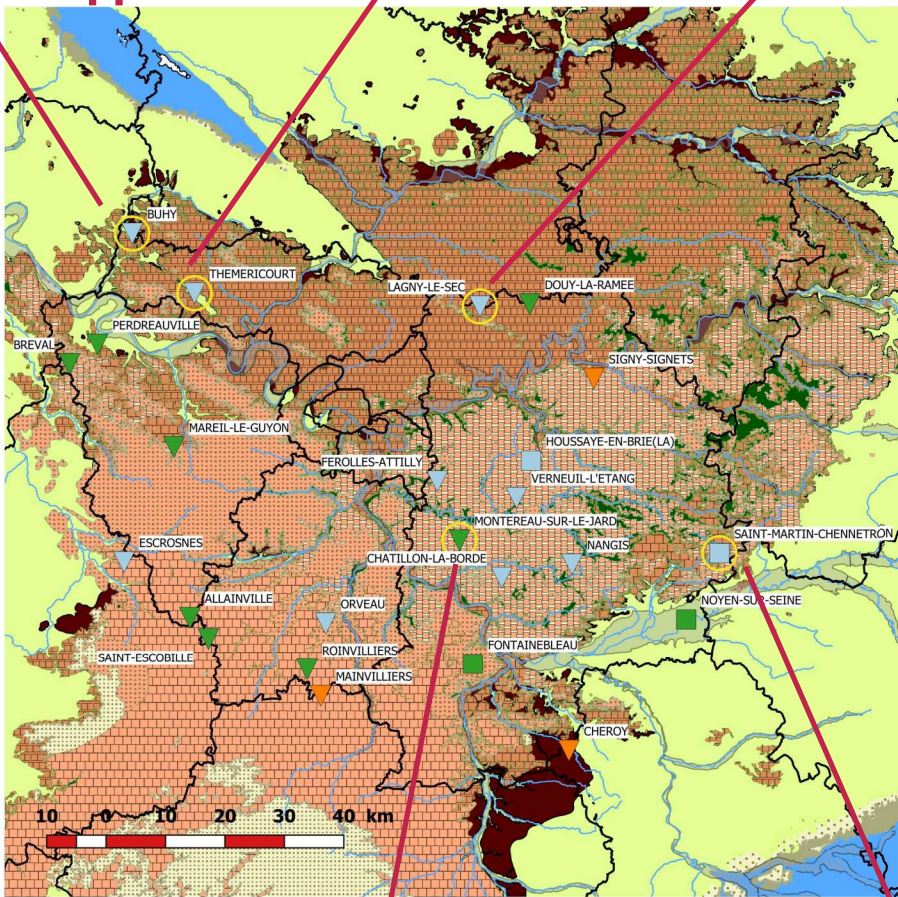 BUHY
THEMERICOURT
LAGNY-LE-SEC
DOUY-LA-RAMEE
PERDREAUVILLE
BREVAL
SIGNY-SIGNETS
MAREIL-LE-GUYON
HOUSSAYE-EN-BRIE(LA)
FEROLLES-ATTILLY
VERNEUIL-L'ETANG
MONTEREAU-SUR-LE-JARD
SAINT-MARTIN-CHENNETRON
ESCROSNES
CHATILLON-LA-BORDE
NANGIS
ALLAINVILLE
ORVEAU
NOYEN-SUR-SEINE
SAINT-ESCOBILLE
ROINVILLIERS
FONTAINEBLEAU
MAINVILLIERS
CHEROY
10 0 10 20 30 40 km